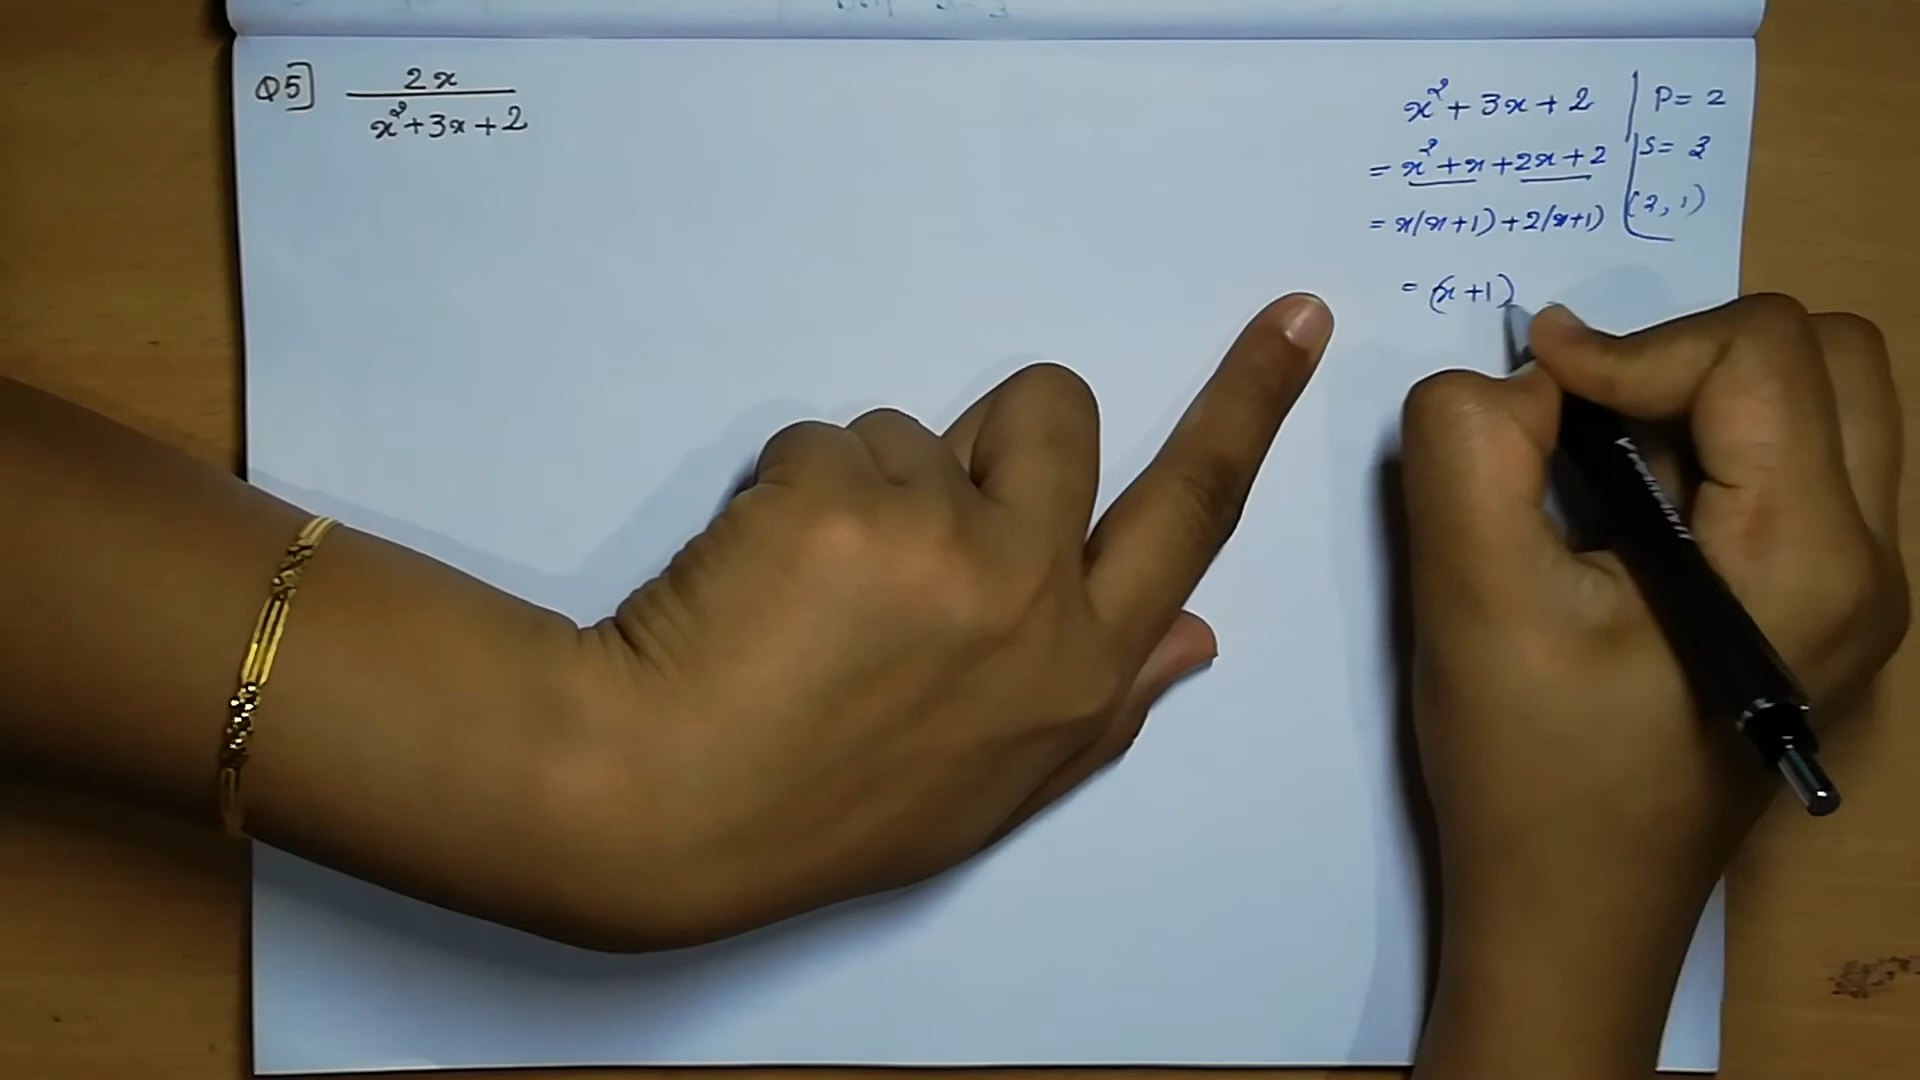 Q5] 2x / x²+3x+2
x² + 3x + 2 | P= 2
= x² + x + 2x + 2 | S= 3
= x(x+1) + 2(x+1) (2, 1)
= (x+1)